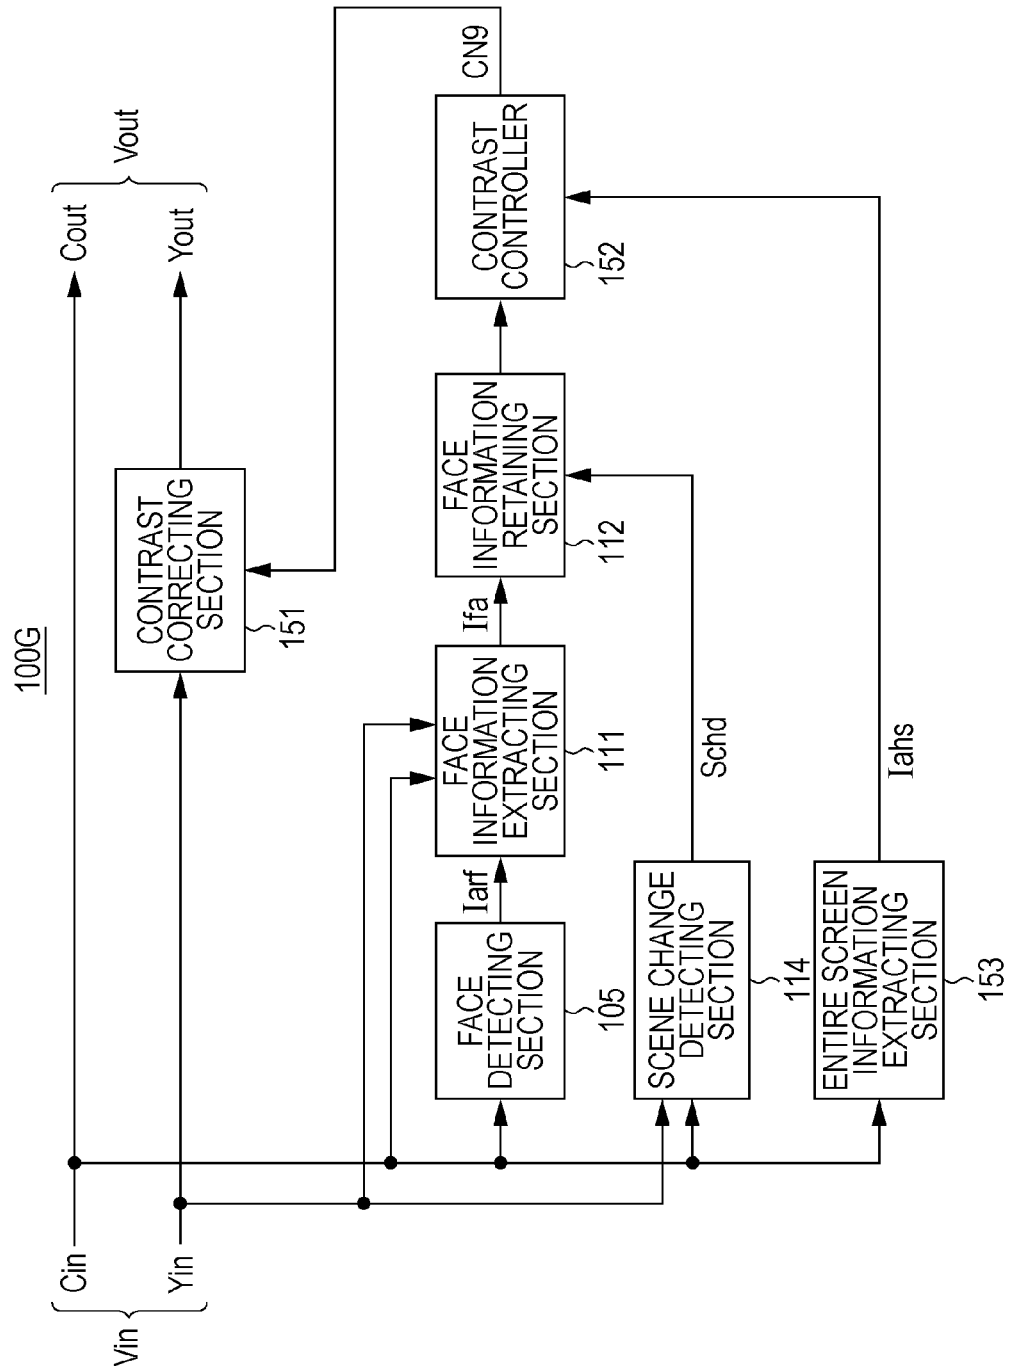 100G
Vin
Cin
Yin
Cout
Yout
Vout
CONTRAST
CORRECTING
SECTION
151
FACE
DETECTING
SECTION
105
Iarf
FACE
INFORMATION
EXTRACTING
SECTION
111
Ifa
FACE
INFORMATION
RETAINING
SECTION
112
CONTRAST
CONTROLLER
152
CN9
SCENE CHANGE
DETECTING
SECTION
114
Schd
ENTIRE SCREEN
INFORMATION
EXTRACTING
SECTION
153
Iahs